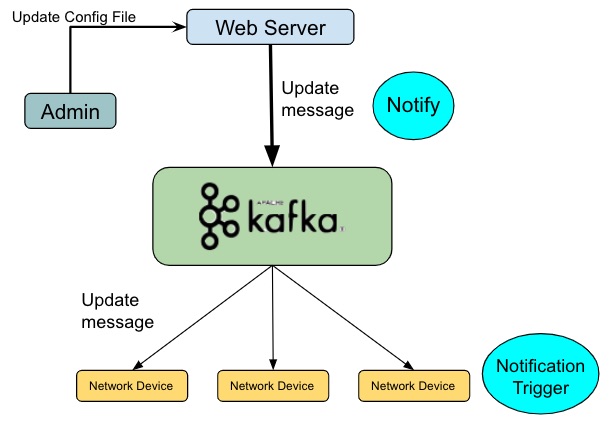 Update Config File
Web Server
Admin
Update
message
Notify
APACHE
kafka
Update
message
Network Device
Network Device
Network Device
Notification
Trigger